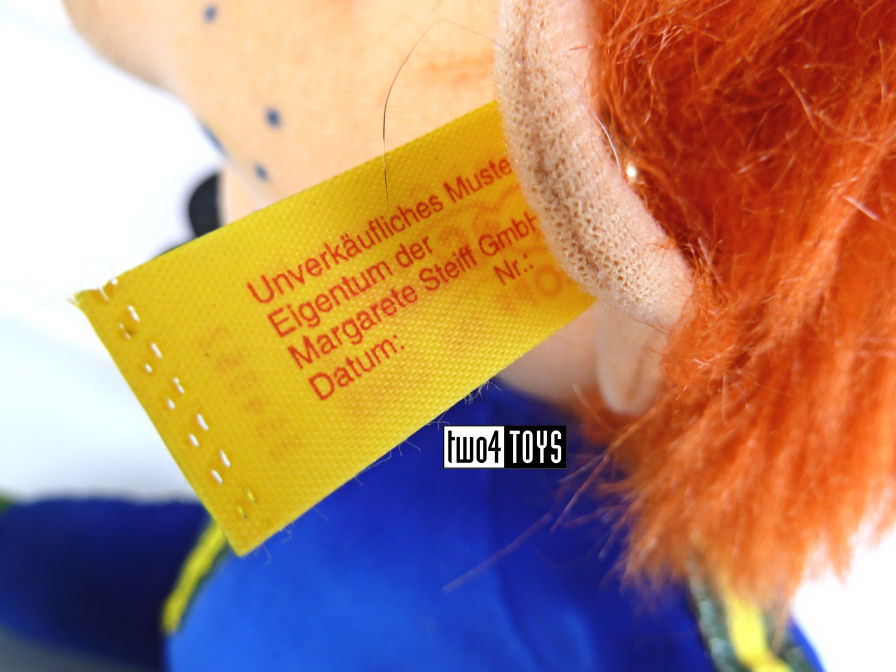 Unverkäufliches Muste
Eigentum der
Margarete Steiff GmbH
Nr.:
Datum:
two4TOYS